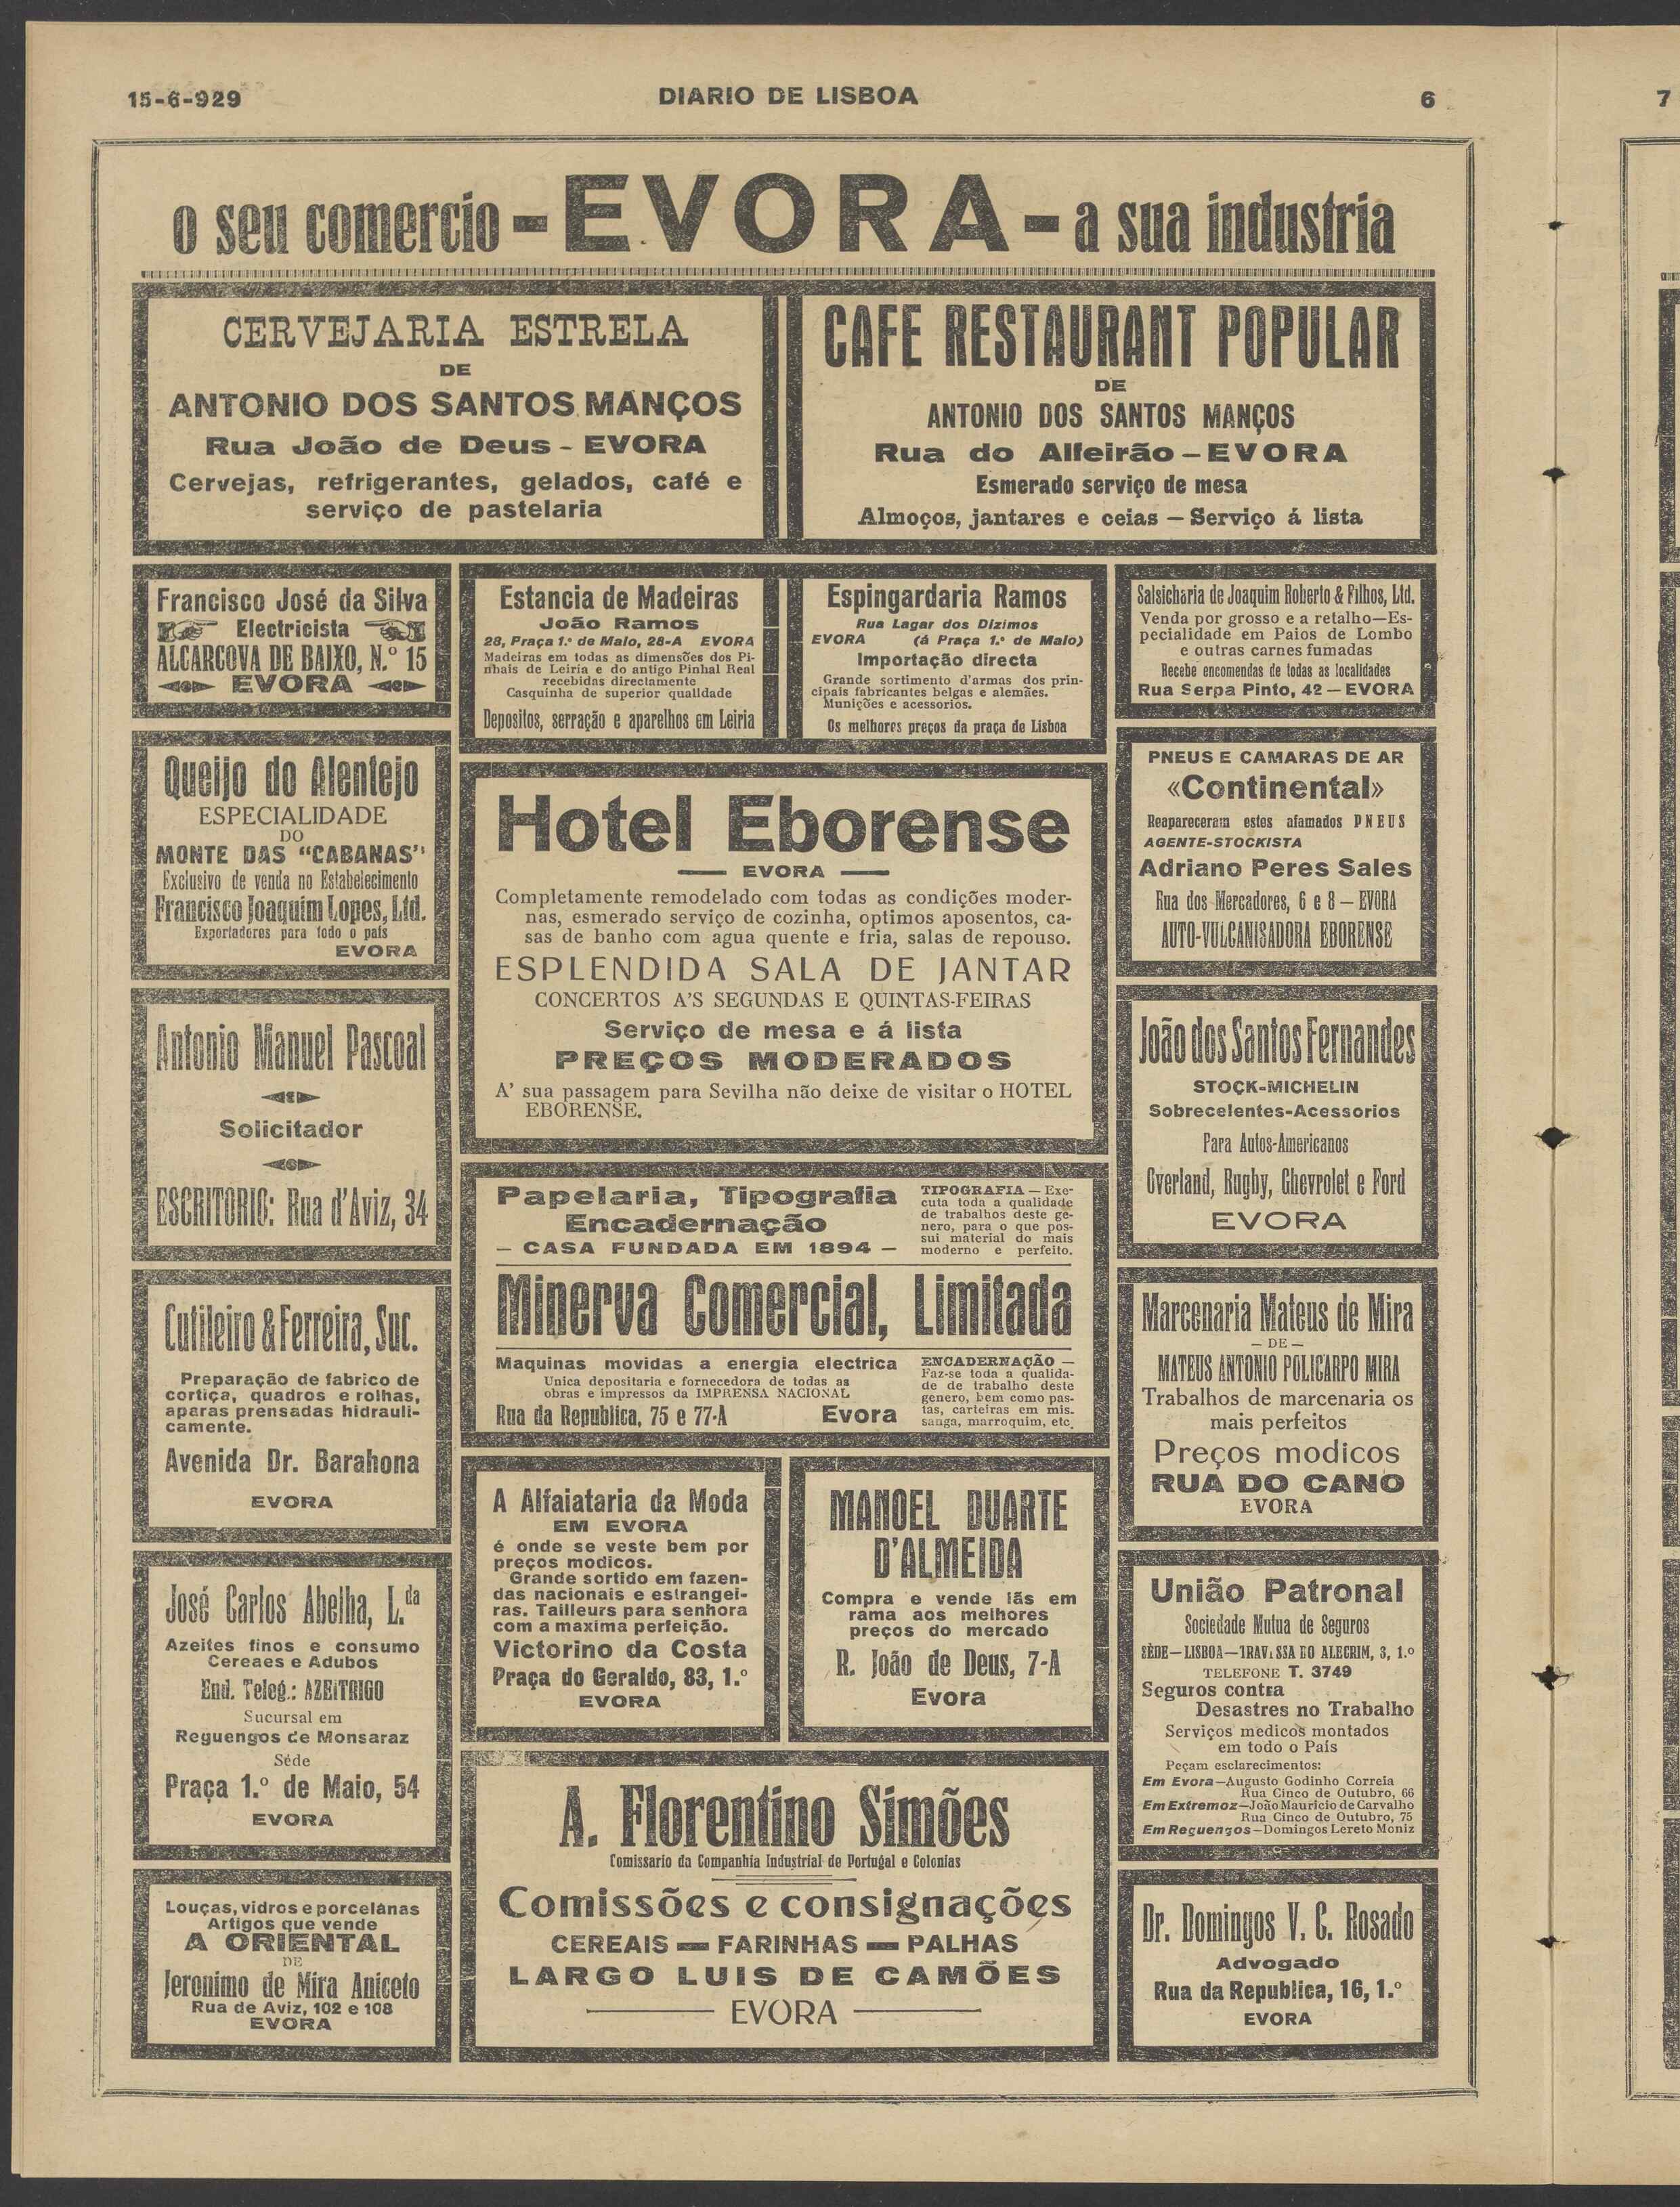 15-6-929
DIARIO DE LISBOA
6
7
o seu comercio - EVORA - a sua industria
CERVEJARIA ESTRELA
DE
ANTONIO DOS SANTOS MANÇOS
Rua João de Deus - EVORA
Cervejas, refrigerantes, gelados, café e
serviço de pastelaria
CAFE RESTAURANT POPULAR
DE
ANTONIO DOS SANTOS MANÇOS
Rua do Alfeirão — EVORA
Esmerado serviço de mesa
Almoços, jantares e ceias — Serviço á lista
Francisco José da Silva
Electricista
ALCARCOVA DE BAIXO, N.º 15
EVORA
Estancia de Madeiras
João Ramos
28, Praça 1.º de Maio, 28-A EVORA
Madeiras em todas as dimensões dos Pi-
nhais de Leiria e do antigo Pinhal Real
recebidas directamente
Casquinha de superior qualidade
Depositos, serração e aparelhos em Leiria
Espingardaria Ramos
Rua Lagar dos Dizimos
EVORA (á Praça 1.º de Maio)
Importação directa
Grande sortimento d'armas dos prin-
cipais fabricantes belgas e alemães.
Munições e acessorios.
Os melhores preços da praça de Lisboa
Salsicharia de Joaquim Roberto & Filhos, Ltd.
Venda por grosso e a retalho—Es-
pecialidade em Paios de Lombo
e outras carnes fumadas
Recebe encomendas de todas as localidades
Rua Serpa Pinto, 42 — EVORA
Queijo do Alentejo
ESPECIALIDADE
DO
MONTE DAS "CABANAS"
Exclusivo de venda no Estabelecimento
Francisco Joaquim Lopes, Ltd.
Exportadores para todo o país
EVORA
Hotel Eborense
— EVORA —
Completamente remodelado com todas as condições moder-
nas, esmerado serviço de cozinha, optimos aposentos, ca-
sas de banho com agua quente e fria, salas de repouso.
ESPLENDIDA SALA DE JANTAR
CONCERTOS A'S SEGUNDAS E QUINTAS-FEIRAS
Serviço de mesa e á lista
PREÇOS MODERADOS
A' sua passagem para Sevilha não deixe de visitar o HOTEL
EBORENSE.
PNEUS E CAMARAS DE AR
«Continental»
Reapareceram estes afamados PNEUS
AGENTE-STOCKISTA
Adriano Peres Sales
Rua dos Mercadores, 6 e 8 — EVORA
AUTO-VULCANISADORA EBORENSE
Antonio Manuel Pascoal
Solicitador
ESCRITORIO: Rua d'Aviz, 34
João dos Santos Fernandes
STOÇK-MICHELIN
Sobrecelentes-Acessorios
Para Autos-Americanos
Overland, Rugby, Chevrolet e Ford
EVORA
Papelaria, Tipografia
Encadernação
— CASA FUNDADA EM 1894 —
TIPOGRAFIA — Exe-
cuta toda a qualidade
de trabalhos deste ge-
nero, para o que pos-
sui material do mais
moderno e perfeito.
Minerva Comercial, Limitada
Maquinas movidas a energia electrica
Unica depositaria e fornecedora de todas as
obras e impressos da IMPRENSA NACIONAL
Rua da Republica, 75 e 77-A Evora
ENCADERNAÇÃO —
Faz-se toda a qualida-
de de trabalho deste
genero, bem como pas-
tas, carteiras em mis-
sanga, marroquim, etc.
Cutileiro & Ferreira, Suc.
Preparação de fabrico de
cortiça, quadros e rolhas,
aparas prensadas hidrauli-
camente.
Avenida Dr. Barahona
EVORA
Marcenaria Mateus de Mira
— DE —
MATEUS ANTONIO POLICARPO MIRA
Trabalhos de marcenaria os
mais perfeitos
Preços modicos
RUA DO CANO
EVORA
A Alfaiataria da Moda
EM EVORA
é onde se veste bem por
preços modicos.
Grande sortido em fazen-
das nacionais e estrangei-
ras. Tailleurs para senhora
com a maxima perfeição.
Victorino da Costa
Praça do Geraldo, 83, 1.º
EVORA
MANOEL DUARTE
D'ALMEIDA
Compra e vende lãs em
rama aos melhores
preços do mercado
R. João de Deus, 7-A
Evora
José Carlos Abelha, L.da
Azeites finos e consumo
Cereaes e Adubos
End. Teleg.: AZEITRIGO
Sucursal em
Reguengos de Monsaraz
Séde
Praça 1.º de Maio, 54
EVORA
União Patronal
Sociedade Mutua de Seguros
SÈDE—LISBOA—TRAV.SSA DO ALECRIM, 3, 1.º
TELEFONE T. 3749
Seguros contra
Desastres no Trabalho
Serviços medicos montados
em todo o País
Peçam esclarecimentos:
Em Evora—Augusto Godinho Correia
Rua Cinco de Outubro, 66
Em Extremoz—João Mauricio de Carvalho
Rua Cinco de Outubro, 75
Em Reguengos—Domingos Lereto Moniz
A. Florentino Simões
Comissario da Companhia Industrial de Portugal e Colonias
Comissões e consignações
CEREAIS — FARINHAS — PALHAS
LARGO LUIS DE CAMÕES
EVORA
Louças, vidros e porcelânas
Artigos que vende
A ORIENTAL
DE
Jeronimo de Mira Aniceto
Rua de Aviz, 102 e 108
EVORA
Dr. Domingos V. C. Rosado
Advogado
Rua da Republica, 16, 1.º
EVORA